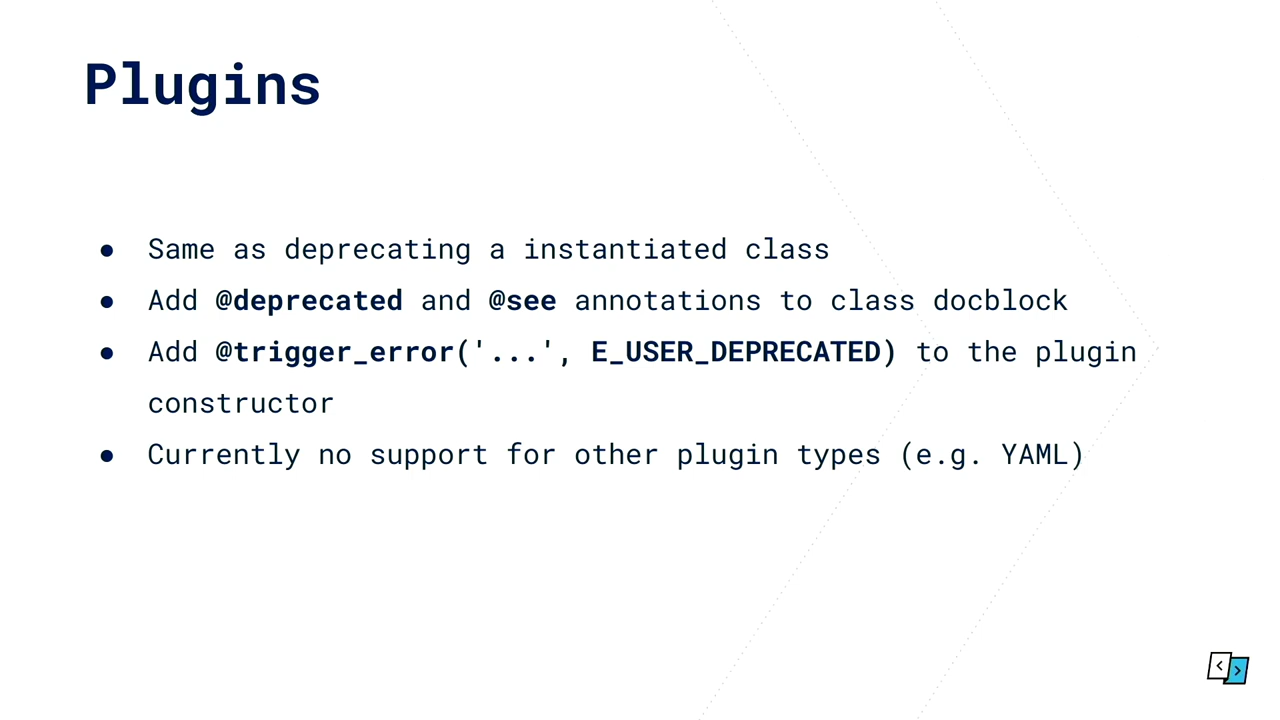 Plugins
● Same as deprecating a instantiated class
● Add @deprecated and @see annotations to class docblock
● Add @trigger_error('...', E_USER_DEPRECATED) to the plugin
constructor
● Currently no support for other plugin types (e.g. YAML)